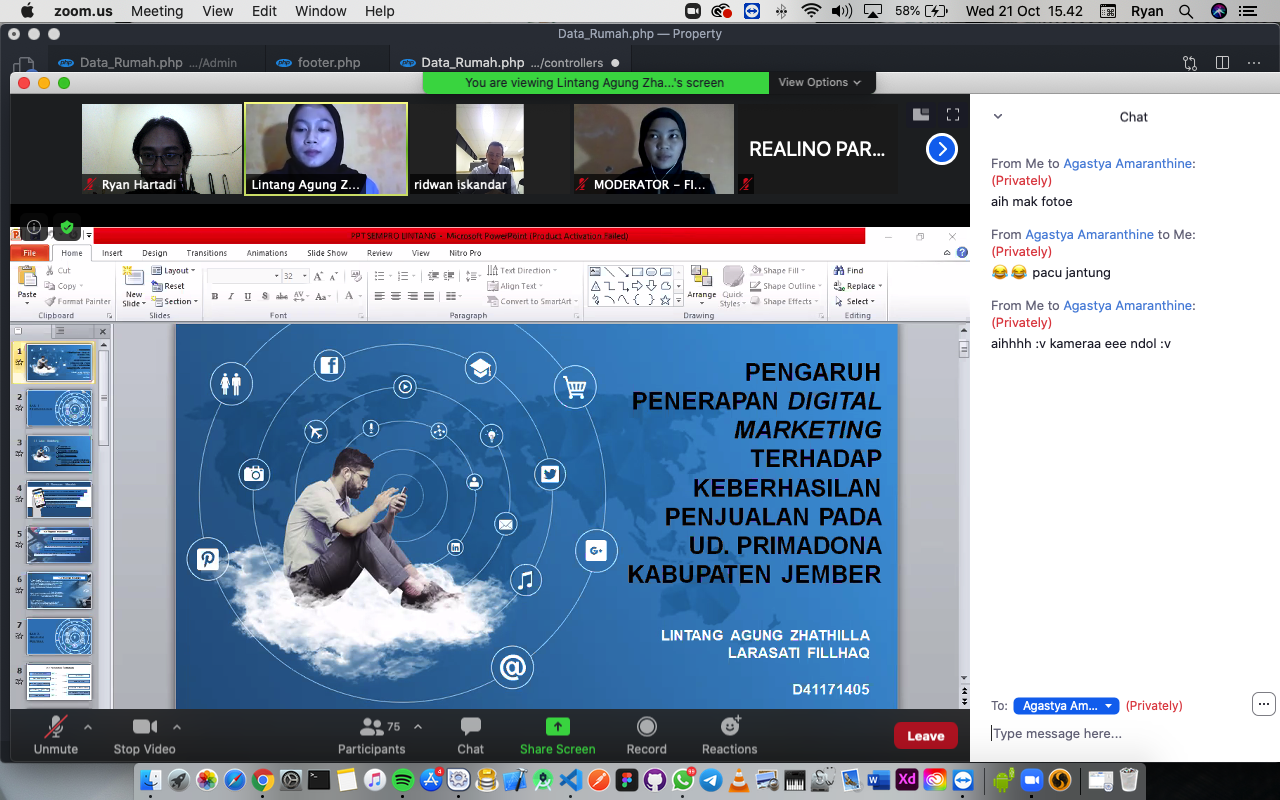 zoom.us Meeting View Edit Window Help 58% Wed 21 Oct 15.42 Ryan
Data_Rumah.php — Property
Data_Rumah.php .../Admin footer.php Data_Rumah.php .../controllers
You are viewing Lintang Agung Zha...'s screen View Options
Ryan Hartadi
Lintang Agung Z...
ridwan iskandar
MODERATOR - FI...
REALINO PAR...
PPT SEMPRO BINTANG - Microsoft PowerPoint (Product Activation Failed)
File Home Insert Design Transitions Animations Slide Show Review View Nitro Pro
Paste
Cut
Copy
Format Painter
Clipboard
New
Slide
Layout
Reset
Section
Slides
32
Font
Text Direction
Align Text
Convert to SmartArt
Paragraph
Arrange
Quick
Styles
Shape Fill
Shape Outline
Shape Effects
Drawing
Find
Replace
Select
Editing
1
2
3
4
5
6
7
8
PENGARUH
PENERAPAN DIGITAL
MARKETING
TERHADAP
KEBERHASILAN
PENJUALAN PADA
UD. PRIMADONA
KABUPATEN JEMBER
LINTANG AGUNG ZHATHILLA
LARASATI FILLHAQ
D41171405
Unmute
Stop Video
75
Participants
Chat
Share Screen
Record
Reactions
Leave
Chat
From Me to Agastya Amaranthine:
(Privately)
aih mak fotoe
From Agastya Amaranthine to Me:
(Privately)
😂😂 pacu jantung
From Me to Agastya Amaranthine:
(Privately)
aihhhh :v kameraa eee ndol :v
To: Agastya Am... (Privately)
Type message here...